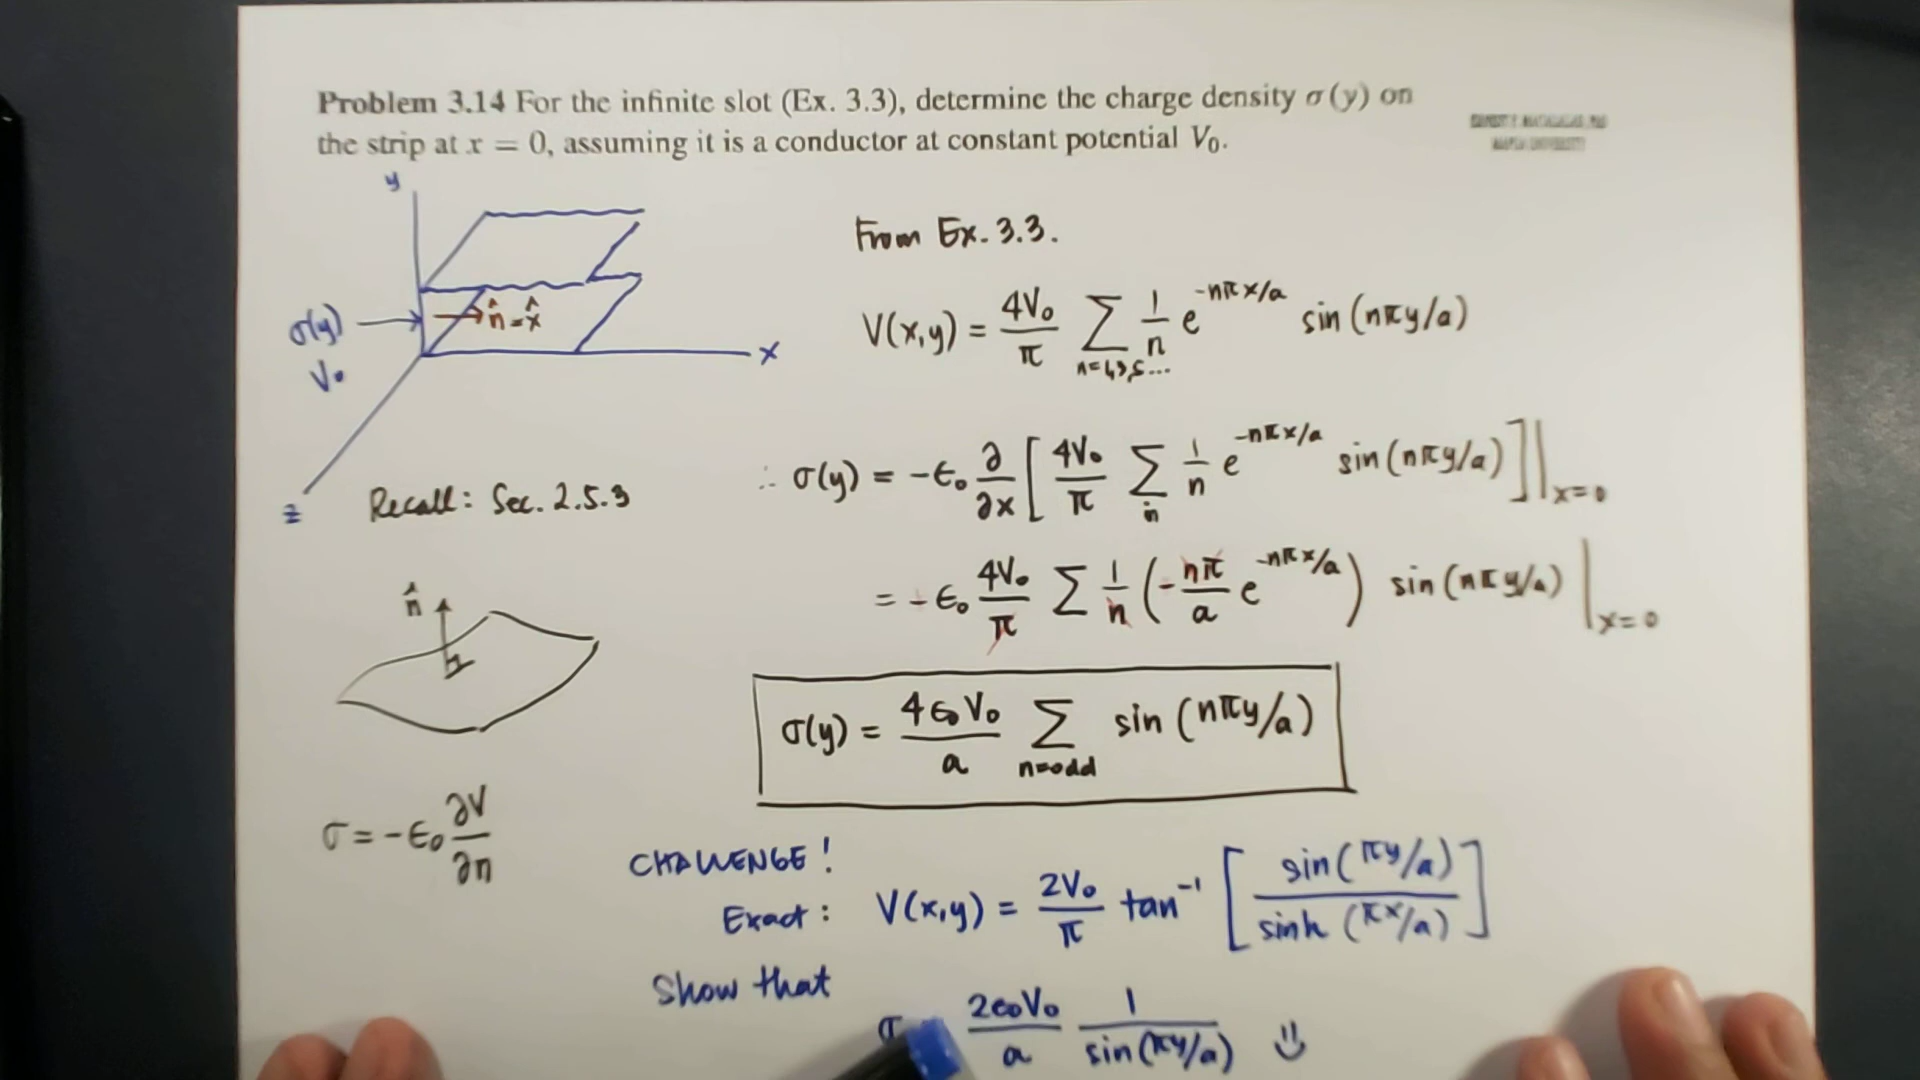 Problem 3.14 For the infinite slot (Ex. 3.3), determine the charge density σ(y) on
the strip at x = 0, assuming it is a conductor at constant potential V₀.
y
σ(y)
V₀
n̂ = x̂
x
z
From Ex. 3.3.
V(x,y) = 4V₀/π Σ n=1,3,5... 1/n e^(-nπx/a) sin(nπy/a)
∴ σ(y) = -ϵ₀ ∂/∂x [4V₀/π Σ n 1/n e^(-nπx/a) sin(nπy/a)]|x=0
= -ϵ₀ 4V₀/π Σ 1/n (-nπ/a e^(-nπx/a)) sin(nπy/a)|x=0
σ(y) = 4ϵ₀V₀/a Σ n=odd sin(nπy/a)
Recall: Sec. 2.5.3
n̂
σ = -ϵ₀ ∂V/∂n
CHALLENGE!
Exact: V(x,y) = 2V₀/π tan⁻¹ [sin(πy/a)/sinh(πx/a)]
Show that
σ 2ϵ₀V₀/a 1/sin(πy/a)